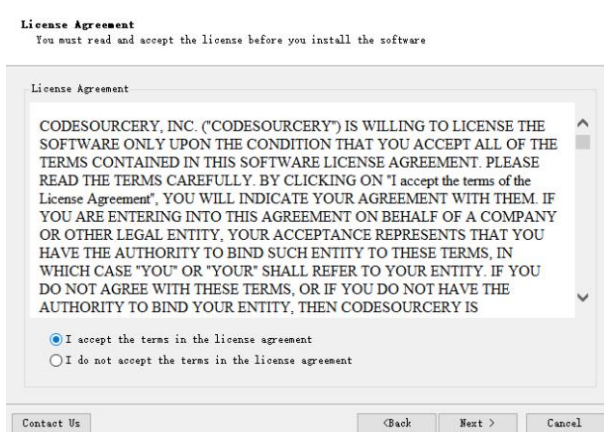 License Agreement
You must read and accept the license before you install the software
License Agreement
CODESOURCERY, INC. ("CODESOURCERY") IS WILLING TO LICENSE THE
SOFTWARE ONLY UPON THE CONDITION THAT YOU ACCEPT ALL OF THE
TERMS CONTAINED IN THIS SOFTWARE LICENSE AGREEMENT. PLEASE
READ THE TERMS CAREFULLY. BY CLICKING ON "I accept the terms of the
License Agreement", YOU WILL INDICATE YOUR AGREEMENT WITH THEM. IF
YOU ARE ENTERING INTO THIS AGREEMENT ON BEHALF OF A COMPANY
OR OTHER LEGAL ENTITY, YOUR ACCEPTANCE REPRESENTS THAT YOU
HAVE THE AUTHORITY TO BIND SUCH ENTITY TO THESE TERMS, IN
WHICH CASE "YOU" OR "YOUR" SHALL REFER TO YOUR ENTITY. IF YOU
DO NOT AGREE WITH THESE TERMS, OR IF YOU DO NOT HAVE THE
AUTHORITY TO BIND YOUR ENTITY, THEN CODESOURCERY IS
I accept the terms in the license agreement
I do not accept the terms in the license agreement
Contact Us
<Back
Next >
Cancel